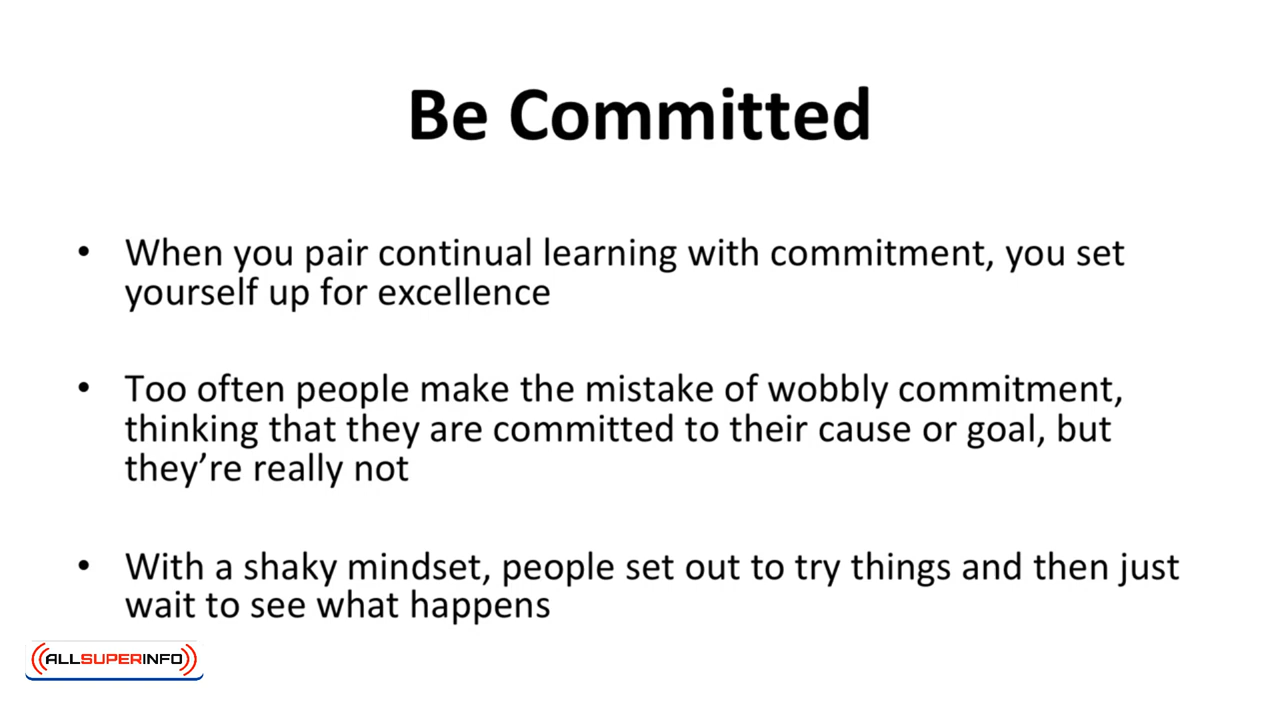 Be Committed
• When you pair continual learning with commitment, you set
yourself up for excellence
• Too often people make the mistake of wobbly commitment,
thinking that they are committed to their cause or goal, but
they’re really not
• With a shaky mindset, people set out to try things and then just
wait to see what happens
ALLSUPERINFO